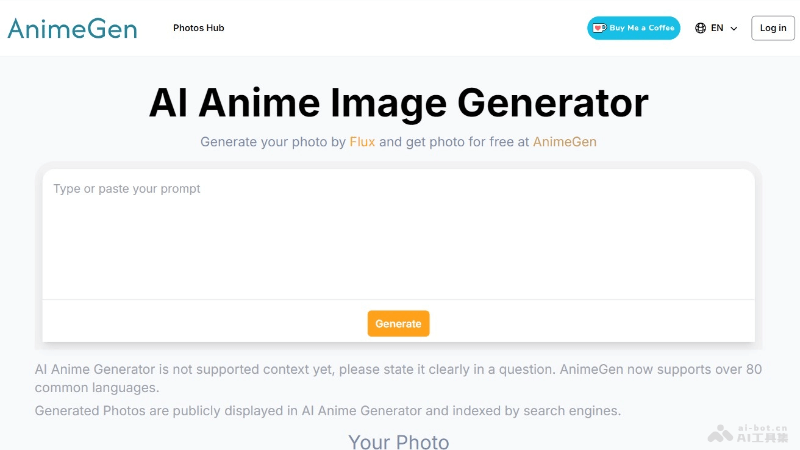 AnimeGen
Photos Hub
Buy Me a Coffee
EN
Log in
AI Anime Image Generator
Generate your photo by Flux and get photo for free at AnimeGen
Type or paste your prompt
Generate
AI Anime Generator is not supported context yet, please state it clearly in a question. AnimeGen now supports over 80
common languages.
Generated Photos are publicly displayed in AI Anime Generator and indexed by search engines.
Your Photo
ai-bot.cn
AI工具集